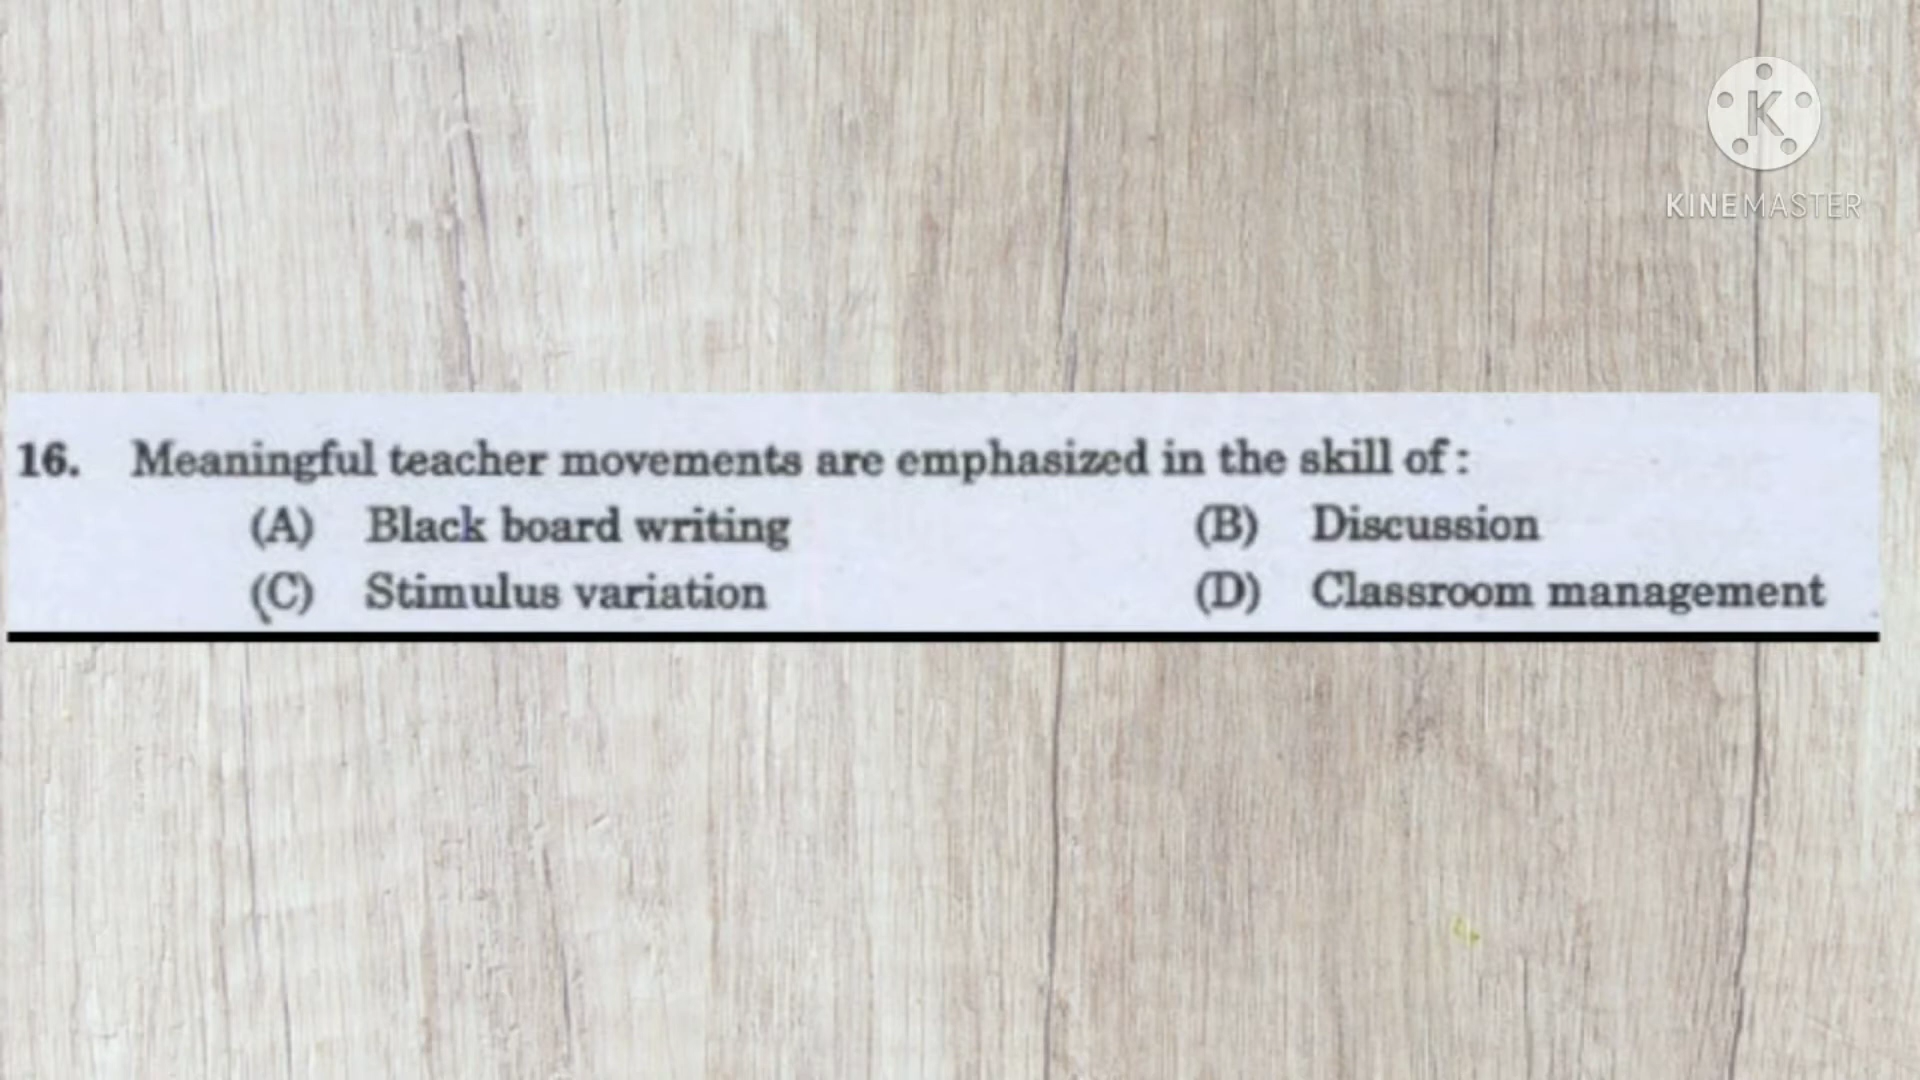 K
KINEMASTER
16. Meaningful teacher movements are emphasized in the skill of :
(A) Black board writing (B) Discussion
(C) Stimulus variation (D) Classroom management